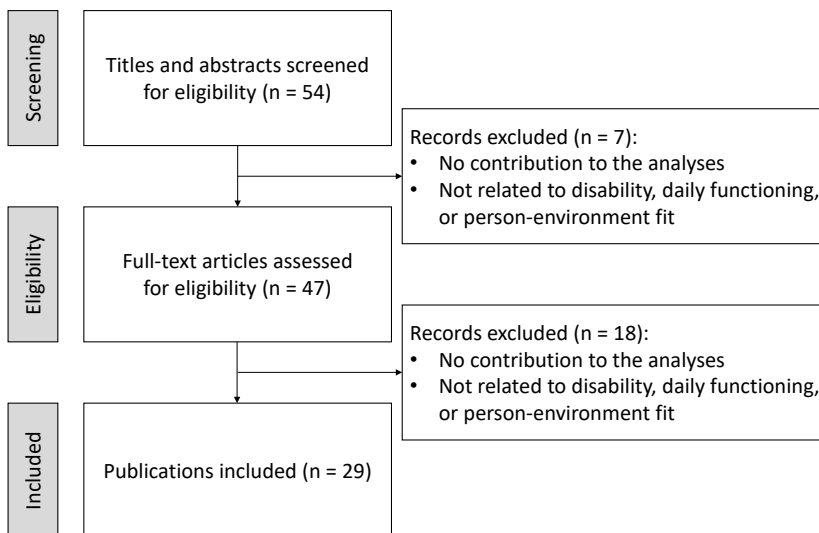 Screening
Titles and abstracts screened
for eligibility (n = 54)
Records excluded (n = 7):
• No contribution to the analyses
• Not related to disability, daily functioning,
or person-environment fit
Eligibility
Full-text articles assessed
for eligibility (n = 47)
Records excluded (n = 18):
• No contribution to the analyses
• Not related to disability, daily functioning,
or person-environment fit
Included
Publications included (n = 29)